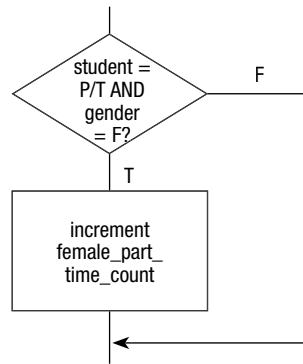 student =
P/T AND
gender
= F?
F
T
increment
female_part_
time_count